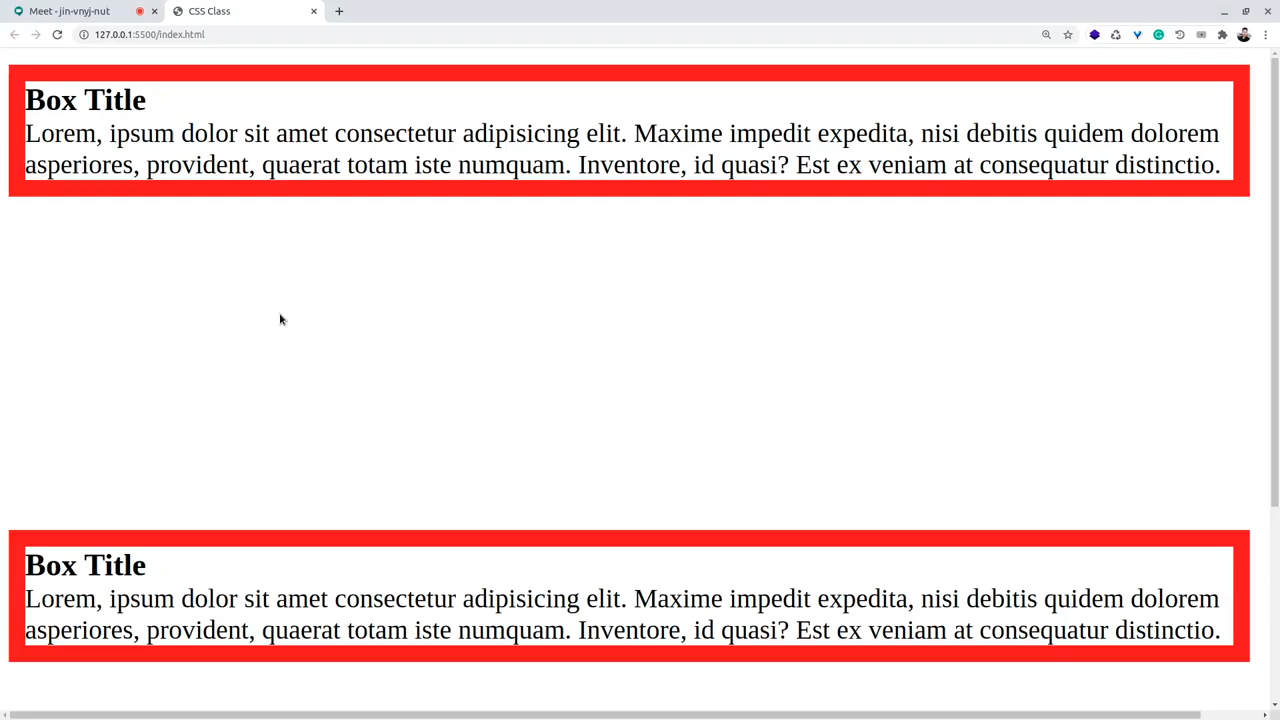 Meet - jin-vnyj-nut
CSS Class
127.0.0.1:5500/index.html
Box Title
Lorem, ipsum dolor sit amet consectetur adipisicing elit. Maxime impedit expedita, nisi debitis quidem dolorem
asperiores, provident, quaerat totam iste numquam. Inventore, id quasi? Est ex veniam at consequatur distinctio.
Box Title
Lorem, ipsum dolor sit amet consectetur adipisicing elit. Maxime impedit expedita, nisi debitis quidem dolorem
asperiores, provident, quaerat totam iste numquam. Inventore, id quasi? Est ex veniam at consequatur distinctio.